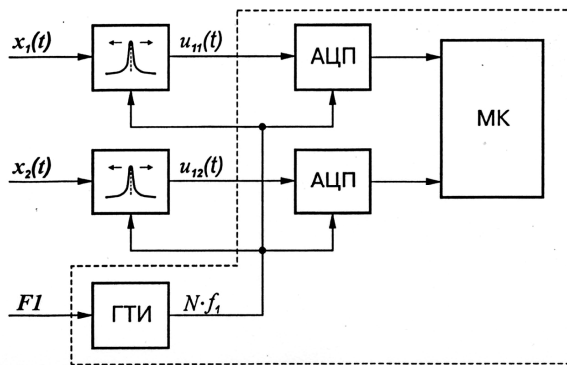 x₁(t) u₁₁(t) АЦП
МК
x₂(t) u₁₂(t) АЦП
F1 ГТИ N·f₁